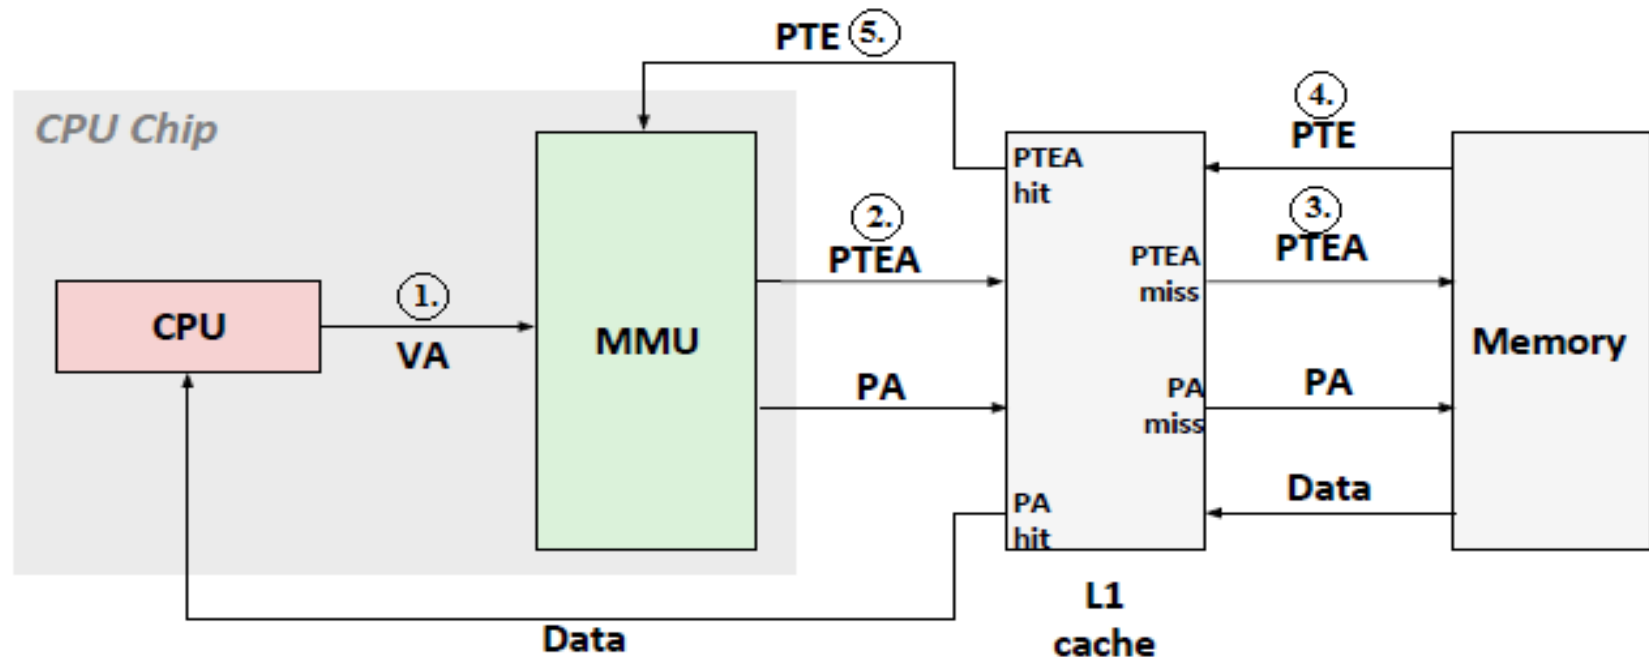 PTE 5.
CPU Chip
4.
PTE
PTEA
hit
2.
PTEA
3.
PTEA
PTEA
miss
1.
CPU
VA
MMU
Memory
PA
PA
miss
PA
PA
hit
Data
L1
cache
Data